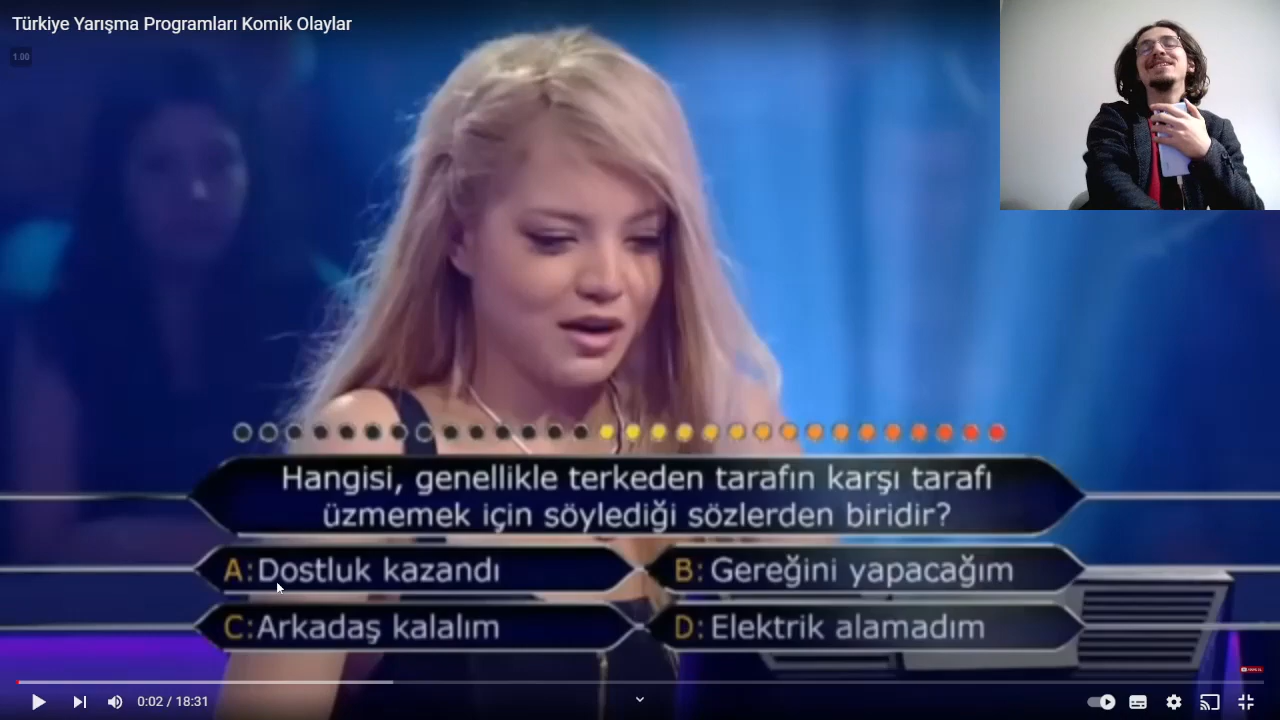 Türkiye Yarışma Programları Komik Olaylar
1.00
Hangisi, genellikle terkeden tarafın karşı tarafı
üzmemek için söylediği sözlerden biridir?
A: Dostluk kazandı
B: Gereğini yapacağım
C: Arkadaş kalalım
D: Elektrik alamadım
0:02 / 18:31